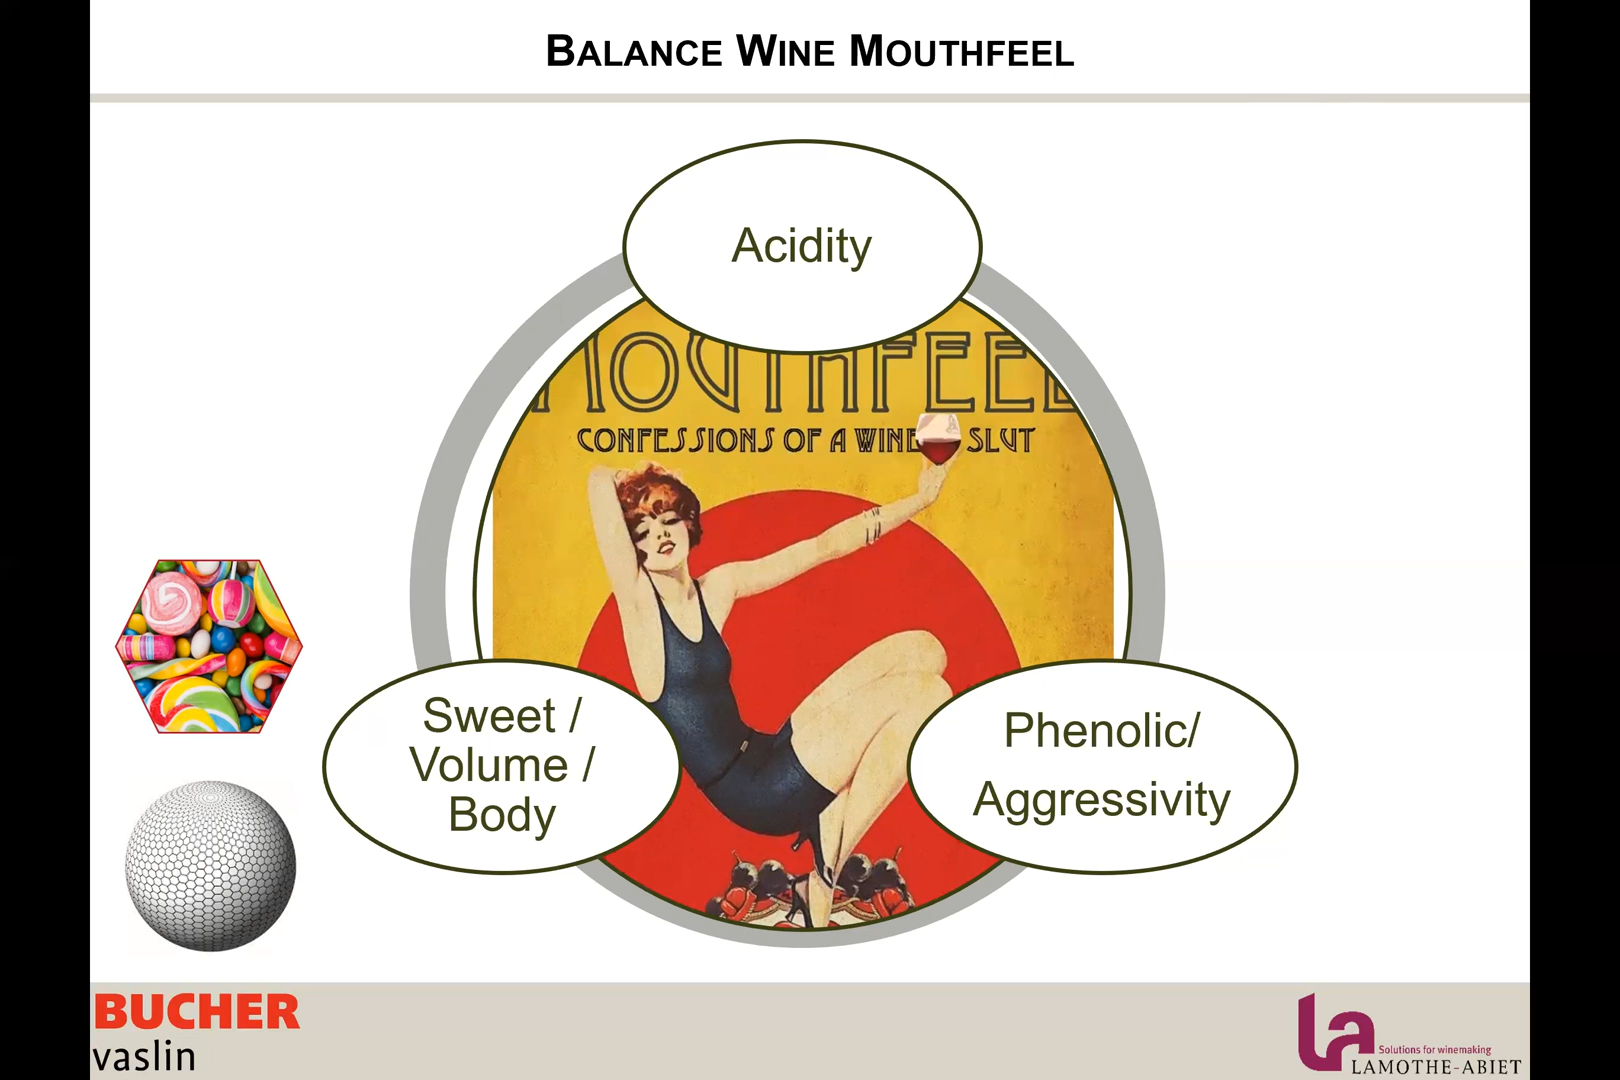 BALANCE WINE MOUTHFEEL
Acidity
MOUTHFEEL
CONFESSIONS OF A WINE SLUT
Sweet /
Volume /
Body
Phenolic/
Aggressivity
BUCHER
vaslin
la
Solutions for winemaking
LAMOTHE-ABIET